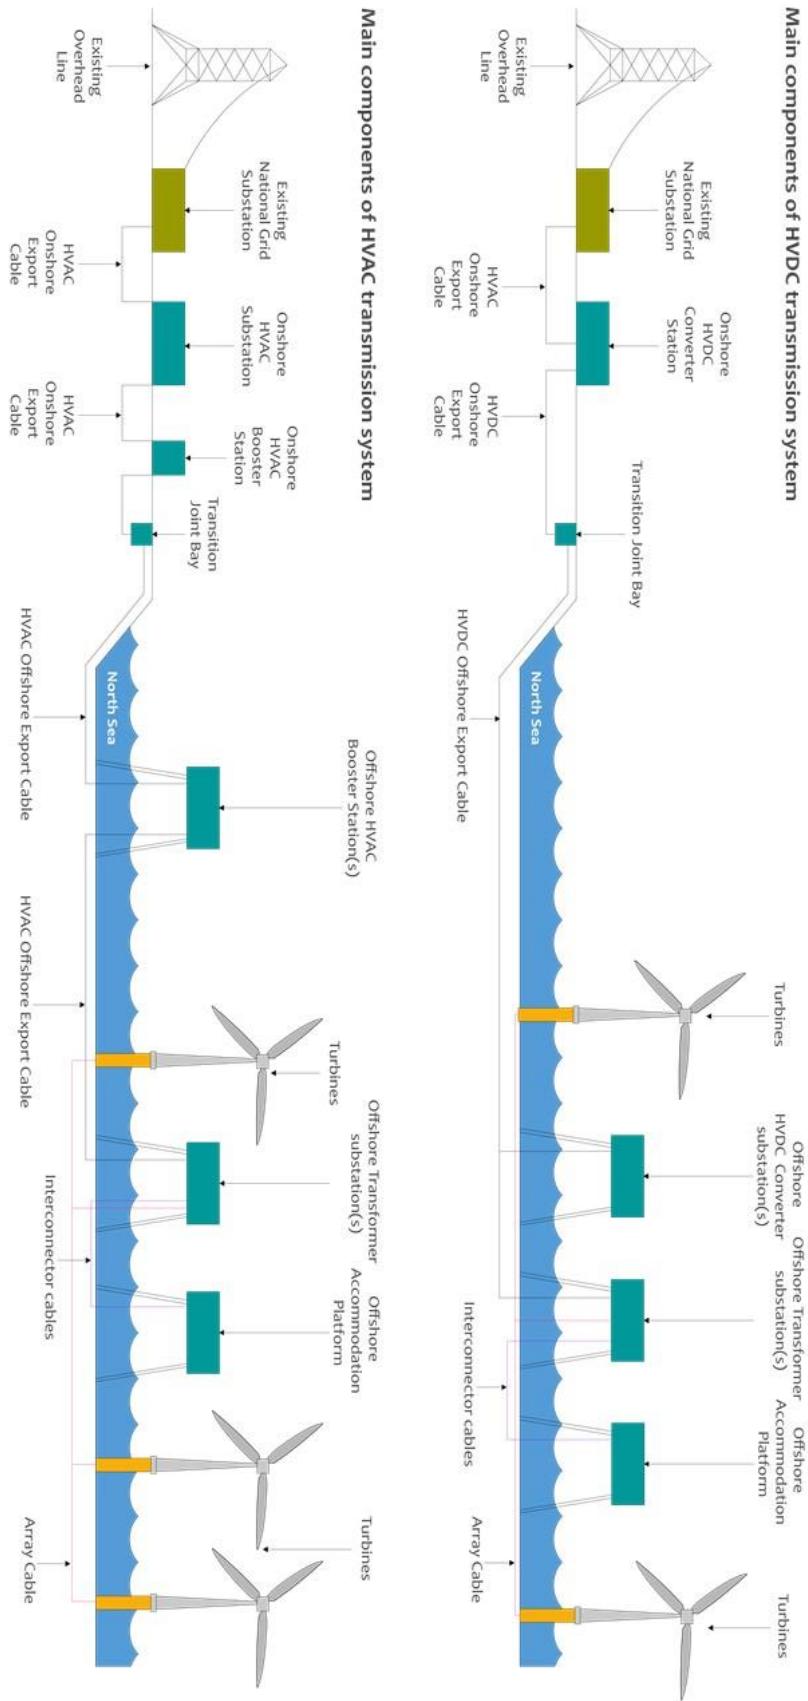 Main components of HVDC transmission system
Existing
Overhead
Line
Existing
National Grid
Substation
HVAC
Onshore
Export
Cable
Onshore
HVDC
Converter
Station
HVDC
Onshore
Export
Cable
Transition Joint Bay
HVDC Offshore Export Cable
North Sea
Turbines
Offshore
HVDC Converter
substation(s)
Offshore Transformer
substation(s)
Offshore
Accommodation
Platform
Interconnector cables
Array Cable
Turbines
Main components of HVAC transmission system
Existing
Overhead
Line
Existing
National Grid
Substation
HVAC
Onshore
Export
Cable
Onshore
HVAC
Substation
HVAC
Onshore
Export
Cable
Onshore
HVAC
Booster
Station
Transition
Joint Bay
HVAC Offshore Export Cable
North Sea
Offshore HVAC
Booster Station(s)
HVAC Offshore Export Cable
Turbines
Offshore Transformer
substation(s)
Offshore
Accommodation
Platform
Interconnector cables
Array Cable
Turbines